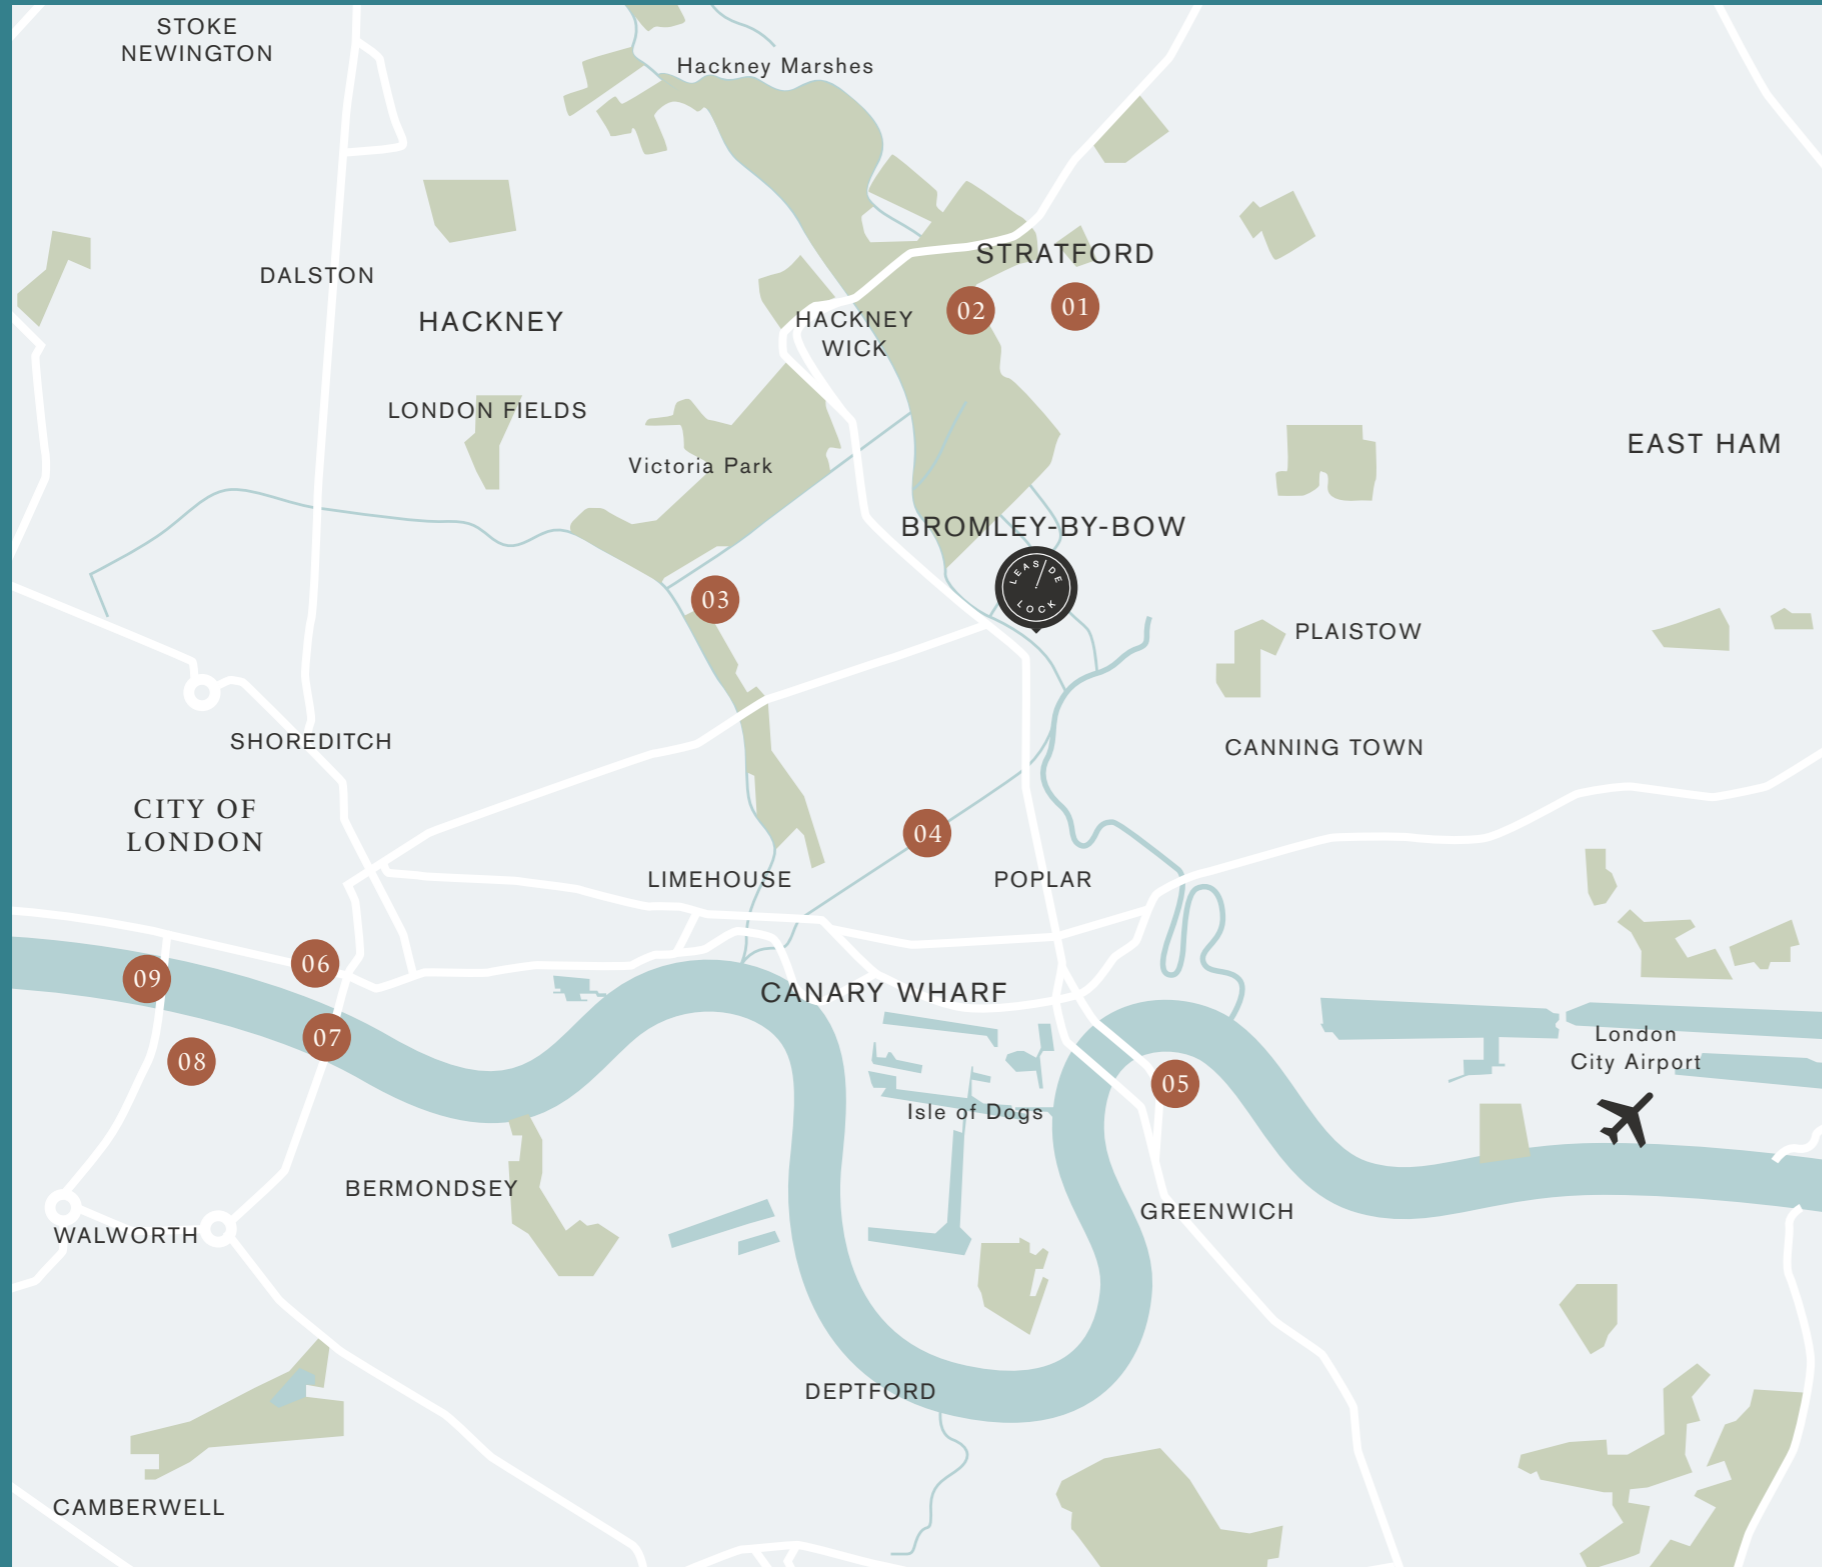 STOKE
NEWINGTON
Hackney Marshes
STRATFORD
DALSTON
02
01
HACKNEY
HACKNEY
WICK
LONDON FIELDS
EAST HAM
Victoria Park
BROMLEY-BY-BOW
LEASIDE
LOCK
03
PLAISTOW
SHOREDITCH
CANNING TOWN
CITY OF
LONDON
04
LIMEHOUSE
POPLAR
06
09
CANARY WHARF
07
London
City Airport
08
05
Isle of Dogs
BERMONDSEY
GREENWICH
WALWORTH
DEPTFORD
CAMBERWELL